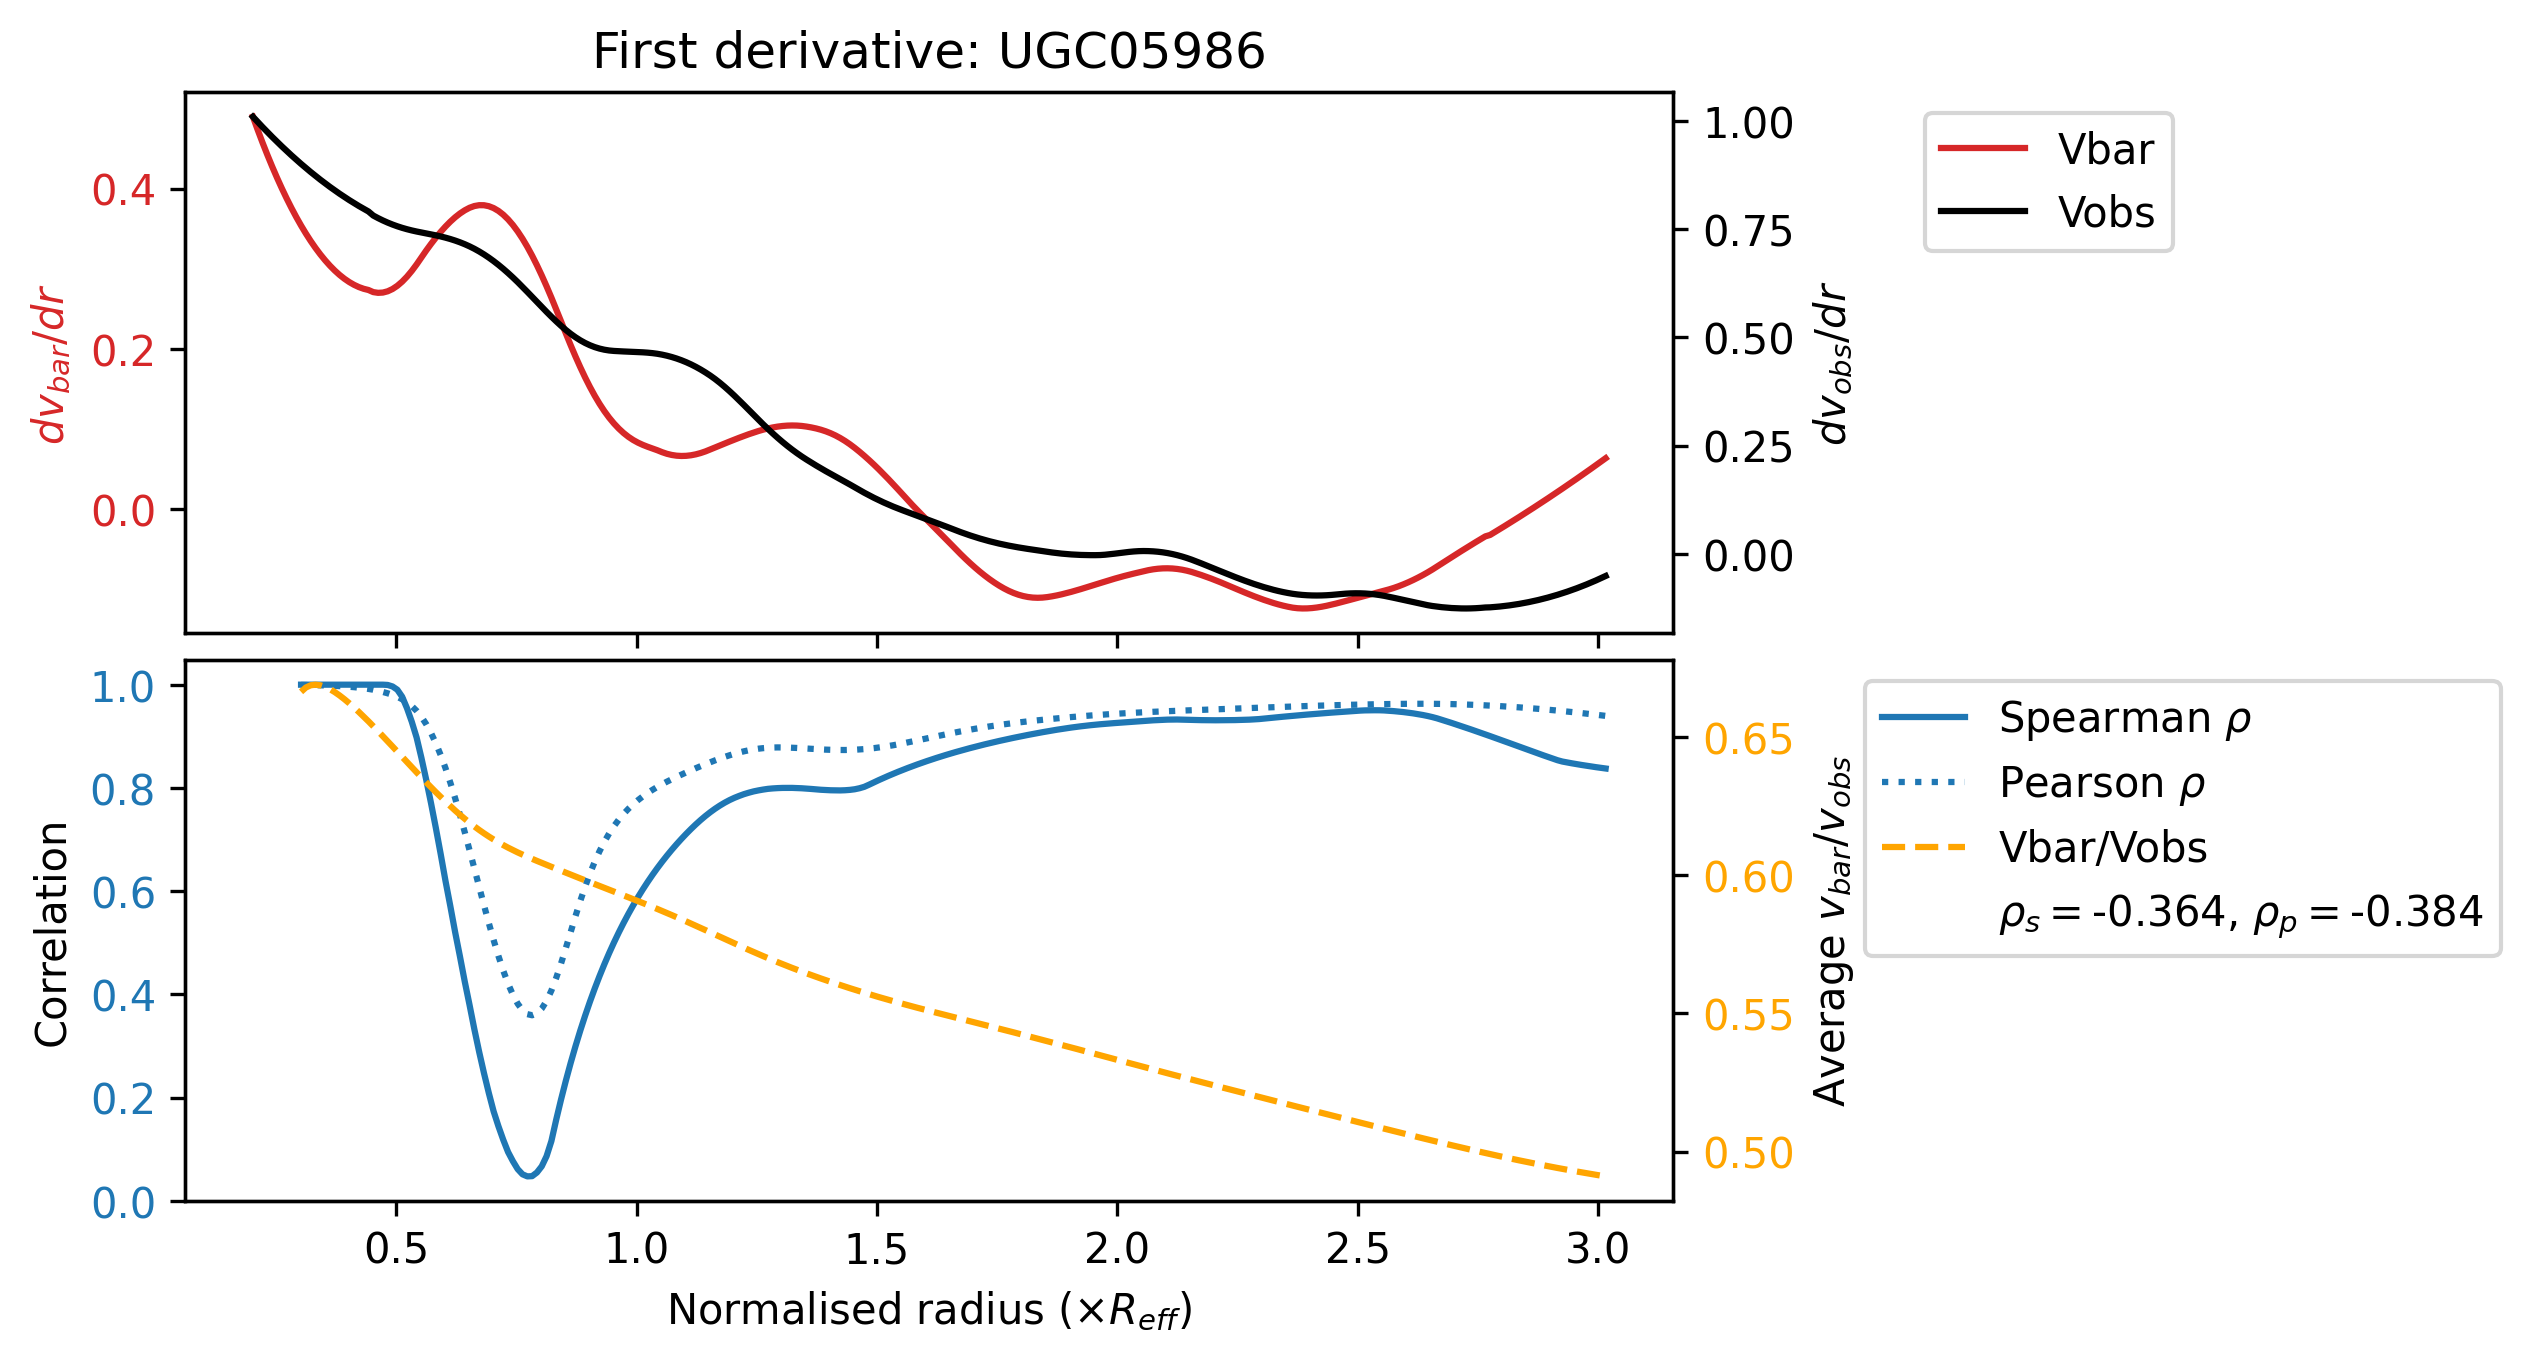 First derivative: UGC05986
0.4
0.2
0.0
dv_bar/dr
1.00
0.75
0.50
0.25
0.00
dv_obs/dr
Vbar
Vobs
1.0
0.8
0.6
0.4
0.2
0.0
Correlation
0.65
0.60
0.55
0.50
Average v_bar/v_obs
Spearman ρ
Pearson ρ
Vbar/Vobs
ρ_s = -0.364, ρ_p = -0.384
0.5 1.0 1.5 2.0 2.5 3.0
Normalised radius (×R_eff)